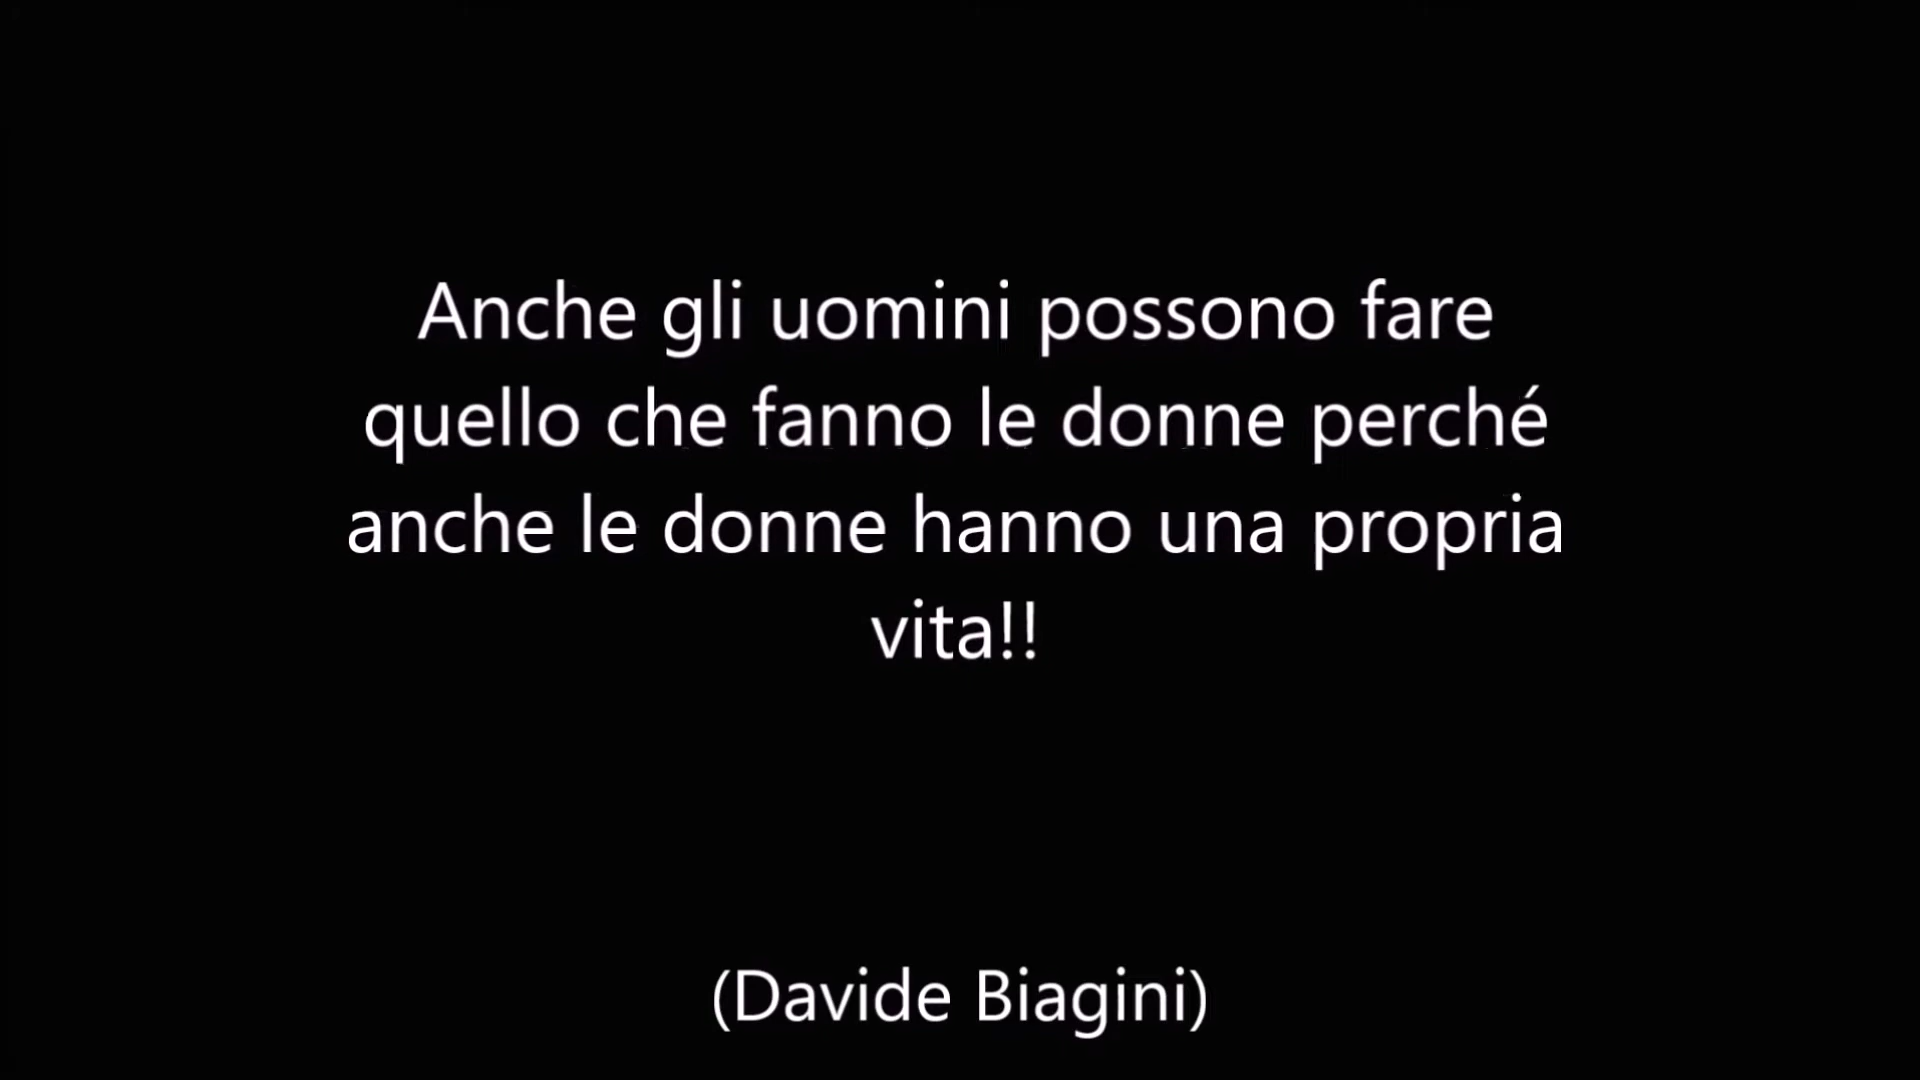 Anche gli uomini possono fare
quello che fanno le donne perché
anche le donne hanno una propria
vita!!
(Davide Biagini)